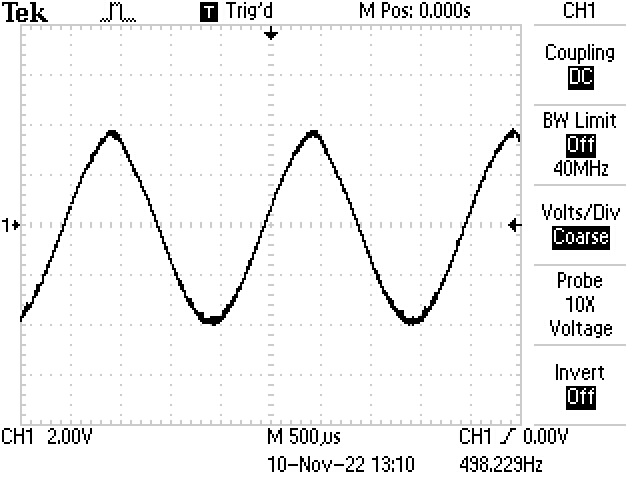 Tek T Trig'd M Pos: 0.000s CH1
Coupling
DC
BW Limit
Off
40MHz
1
Volts/Div
Coarse
Probe
10X
Voltage
Invert
Off
CH1 2.00V M 500µs CH1 0.00V
10-Nov-22 13:10 498.229Hz